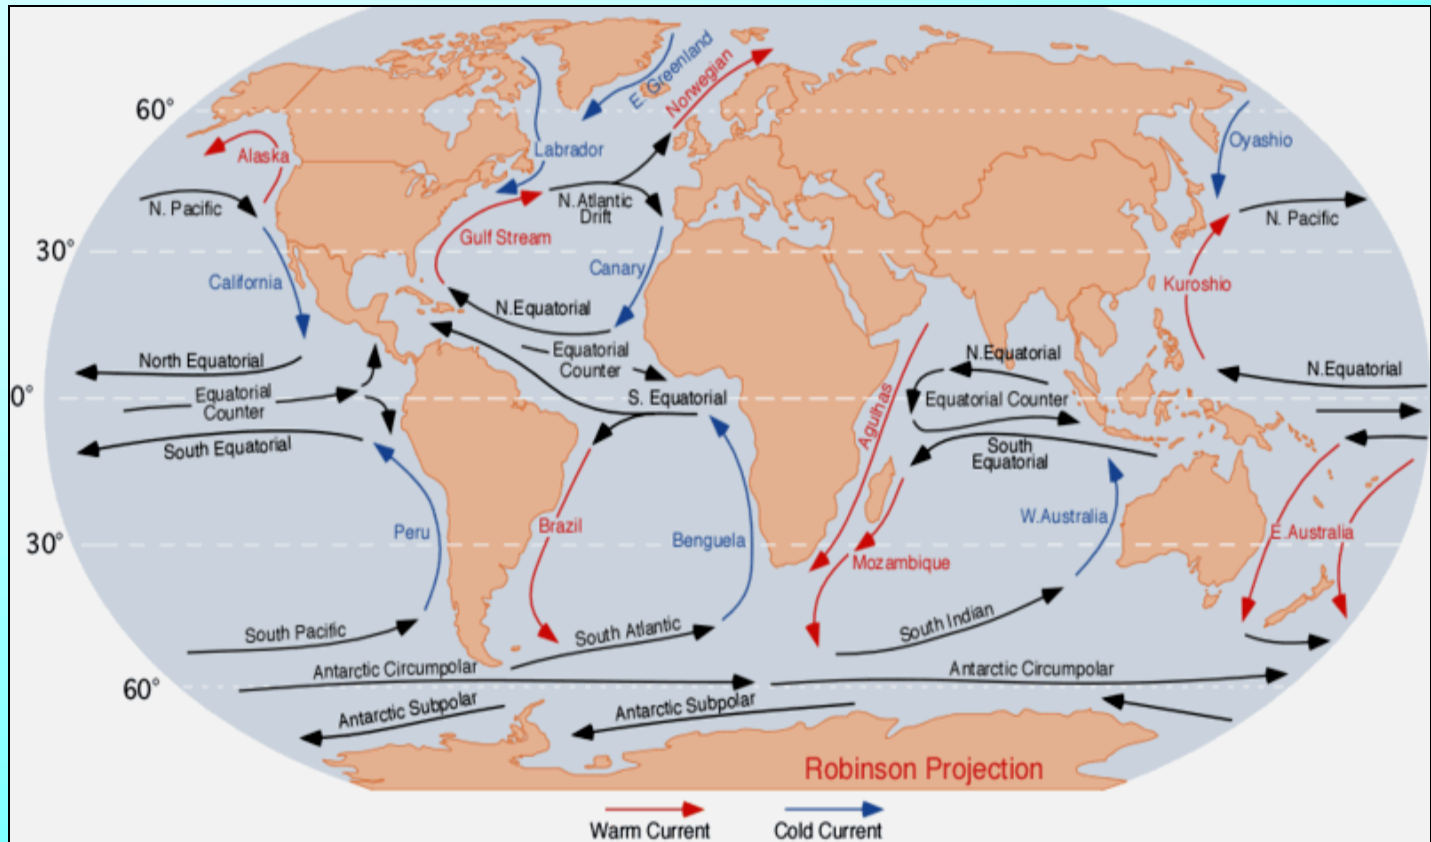 E. Greenland
Norwegian
60°
Oyashio
Labrador
Alaska
N. Pacific
N.Atlantic
Drift
N. Pacific
Gulf Stream
30°
Canary
California
Kuroshio
N.Equatorial
Equatorial
Counter
North Equatorial
N.Equatorial
N.Equatorial
0°
Equatorial
Counter
S. Equatorial
Equatorial Counter
Agulhas
South Equatorial
South
Equatorial
Peru
Brazil
Benguela
W.Australia
E.Australia
30°
Mozambique
South Pacific
South Atlantic
South Indian
Antarctic Circumpolar
Antarctic Circumpolar
60°
Antarctic Subpolar
Antarctic Subpolar
Robinson Projection
Warm Current
Cold Current